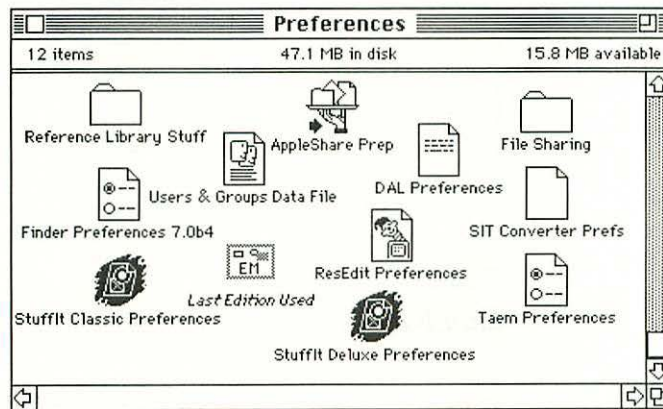 Preferences
12 items 47.1 MB in disk 15.8 MB available
Reference Library Stuff
AppleShare Prep
File Sharing
Users & Groups Data File
DAL Preferences
Finder Preferences 7.0b4
SIT Converter Prefs
EM
Last Edition Used
ResEdit Preferences
StuffIt Classic Preferences
Taem Preferences
StuffIt Deluxe Preferences